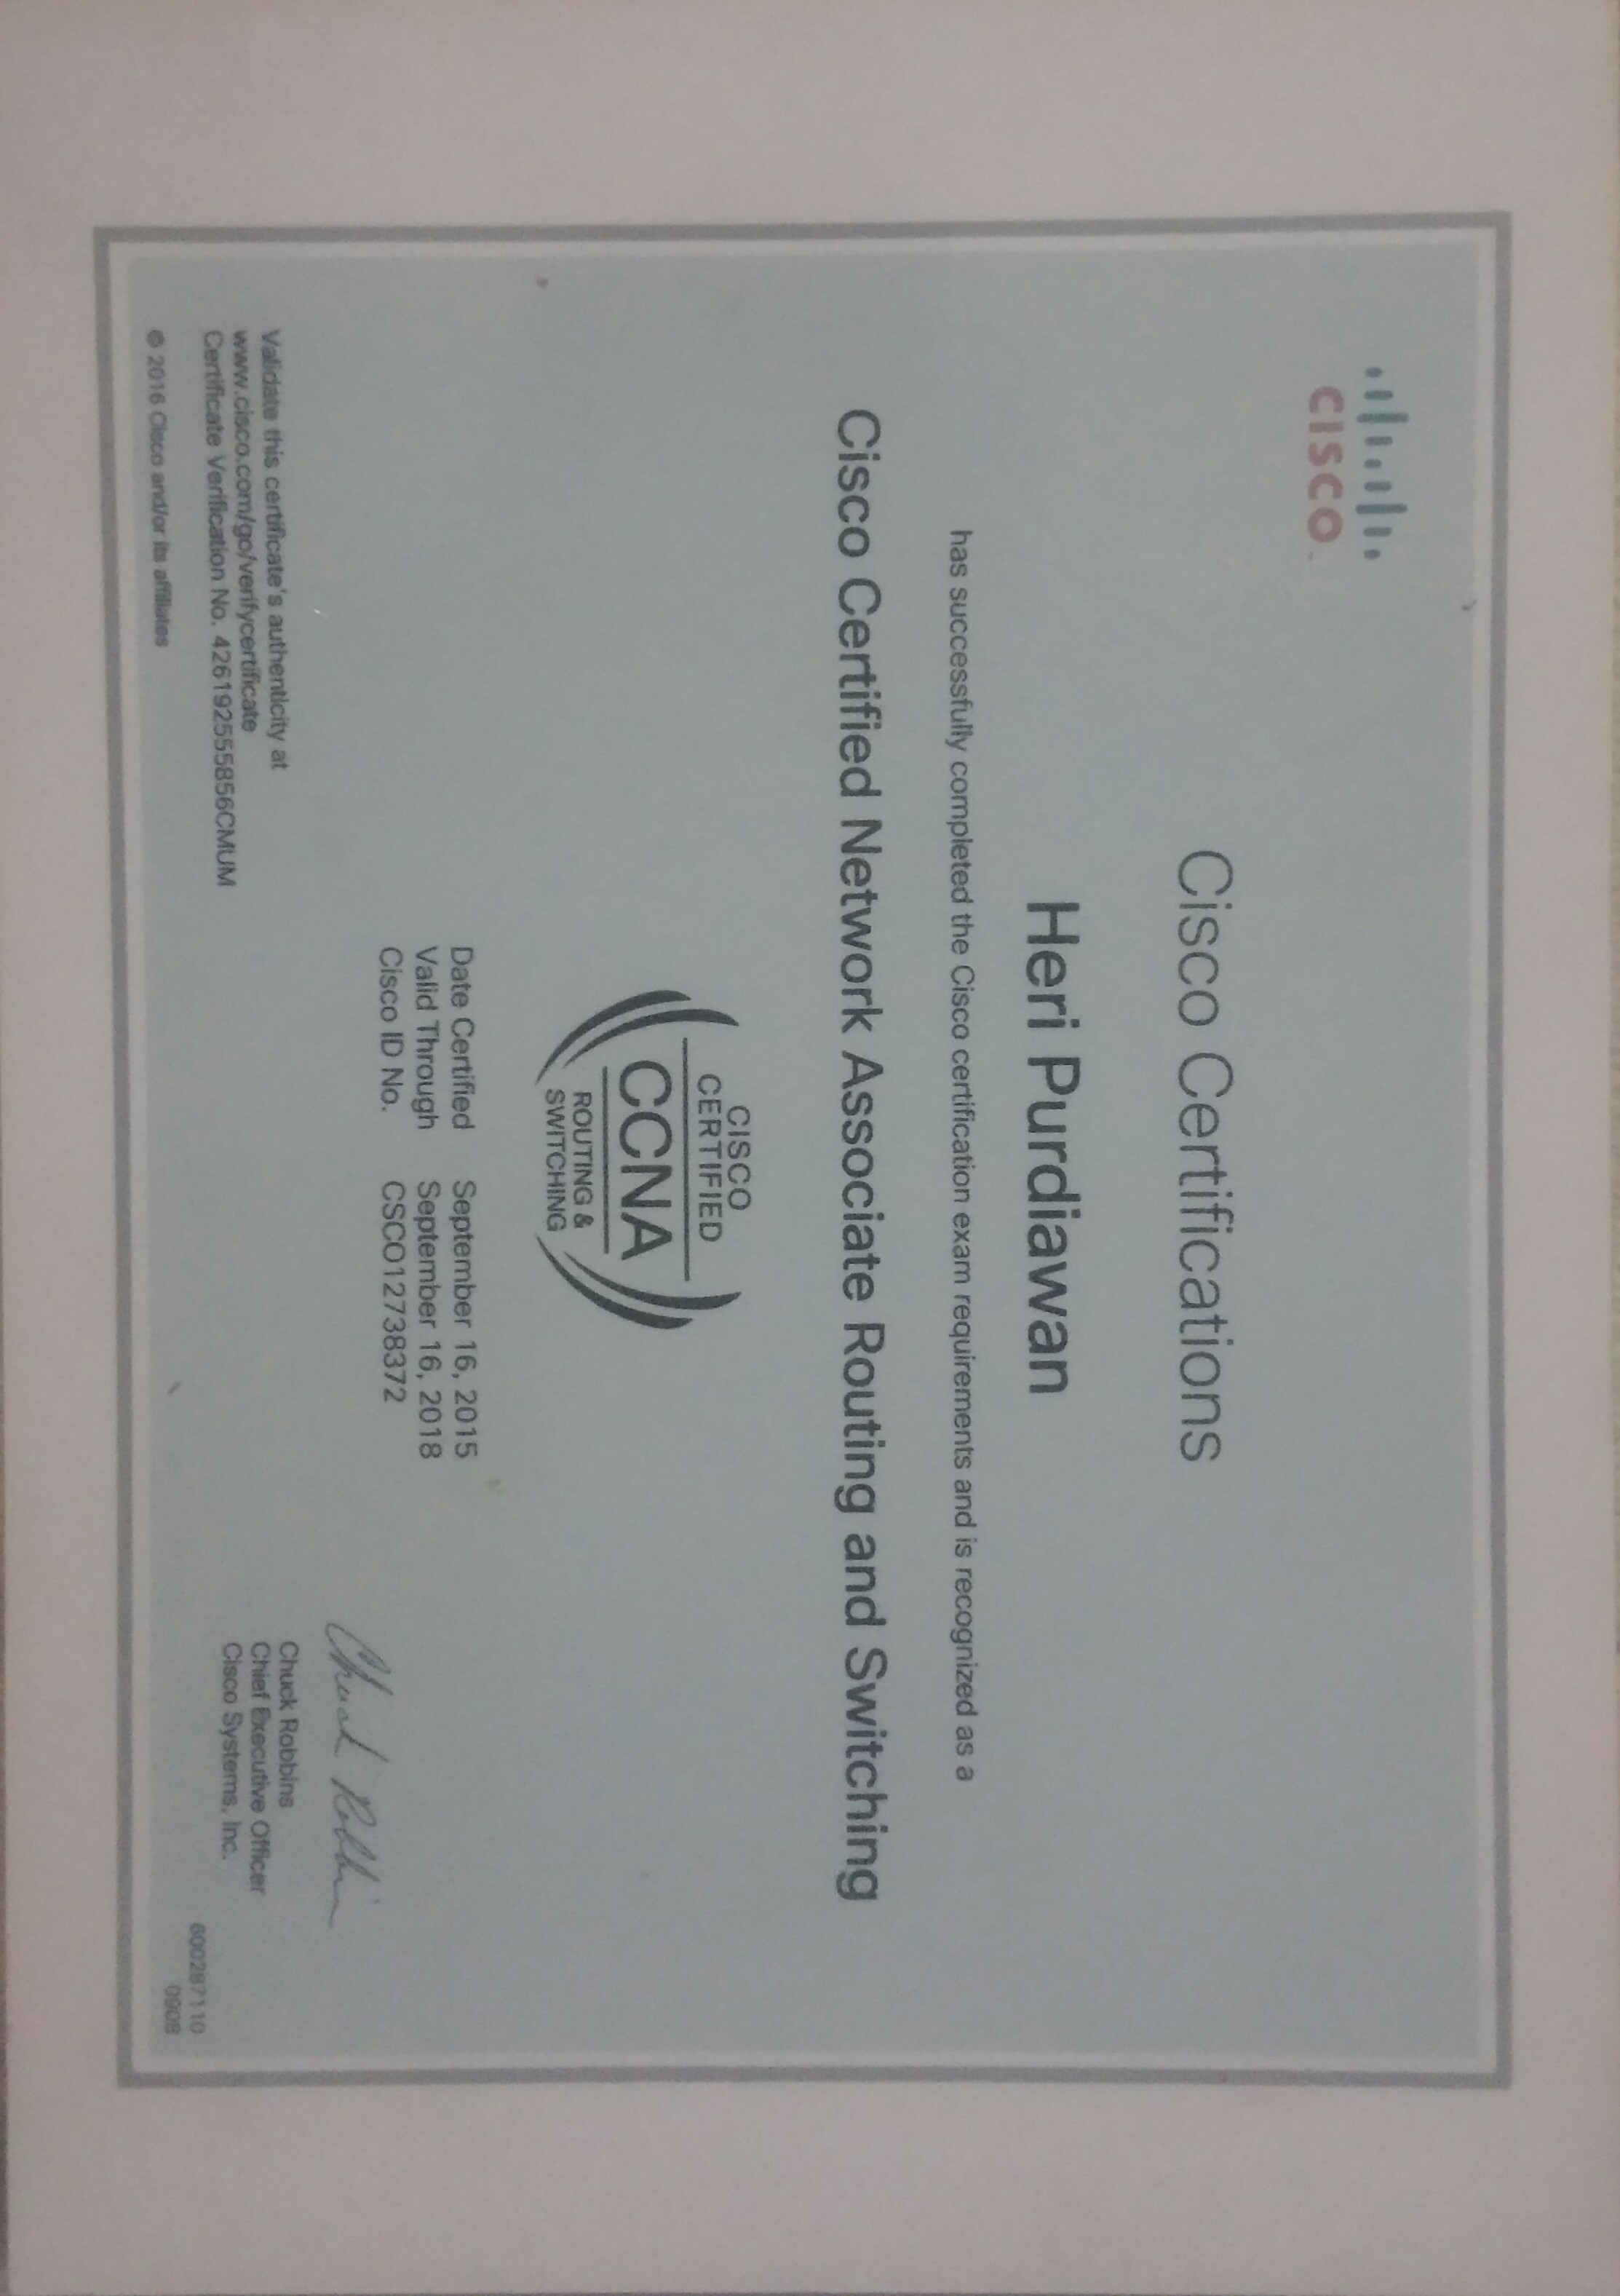 CISCO
Cisco Certifications
Heri Purdiawan
has successfully completed the Cisco certification exam requirements and is recognized as a
Cisco Certified Network Associate Routing and Switching
CISCO
CERTIFIED
CCNA
ROUTING &
SWITCHING
Date Certified September 16, 2015
Valid Through September 16, 2018
Cisco ID No. CSCO12738372
Validate this certificate's authenticity at
www.cisco.com/go/verifycertificate
Certificate Verification No. 426192555856CMUM
© 2016 Cisco and/or its affiliates
Chuck Robbins
Chuck Robbins
Chief Executive Officer
Cisco Systems, Inc.
600287110
0908